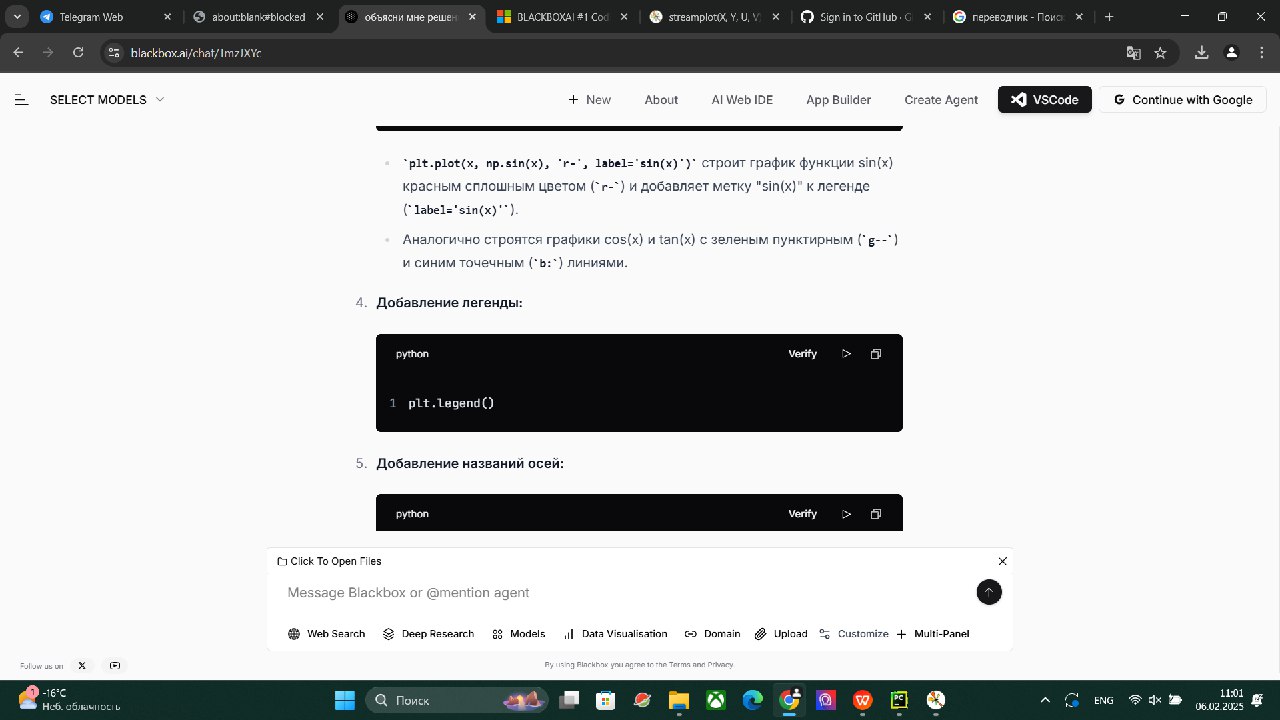 Telegram Web
about:blank#blocked
объясни мне решени
BLACKBOXAI #1 Cod
streamplot(X, Y, U, V
Sign in to GitHub · G
переводчик - Поиск
blackbox.ai/chat/1mzJXYc
SELECT MODELS
New
About
AI Web IDE
App Builder
Create Agent
VSCode
Continue with Google
`plt.plot(x, np.sin(x), 'r-', label='sin(x)')` строит график функции sin(x)
красным сплошным цветом (`r-`) и добавляет метку "sin(x)" к легенде
(`label='sin(x)'`).
Аналогично строятся графики cos(x) и tan(x) с зеленым пунктирным (`g--`)
и синим точечным (`b:`) линиями.
4. Добавление легенды:
python
Verify
1 plt.legend()
5. Добавление названий осей:
python
Verify
Click To Open Files
Message Blackbox or @mention agent
Web Search
Deep Research
Models
Data Visualisation
Domain
Upload
Customize
Multi-Panel
Follow us on
By using Blackbox you agree to the Terms and Privacy
1
-16°C
Неб. облачность
Поиск
ENG
11:01
06.02.2025